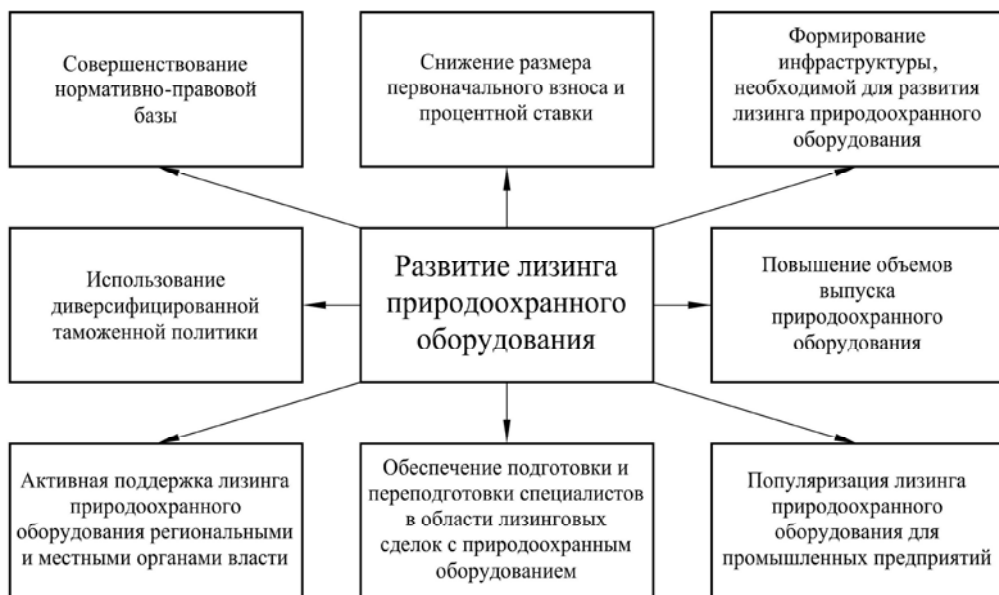 Совершенствование
нормативно-правовой
базы
Снижение размера
первоначального взноса и
процентной ставки
Формирование
инфраструктуры,
необходимой для развития
лизинга природоохранного
оборудования
Использование
диверсифицированной
таможенной политики
Развитие лизинга
природоохранного
оборудования
Повышение объемов
выпуска
природоохранного
оборудования
Активная поддержка лизинга
природоохранного
оборудования региональными
и местными органами власти
Обеспечение подготовки и
переподготовки специалистов
в области лизинговых
сделок с природоохранным
оборудованием
Популяризация лизинга
природоохранного
оборудования для
промышленных предприятий